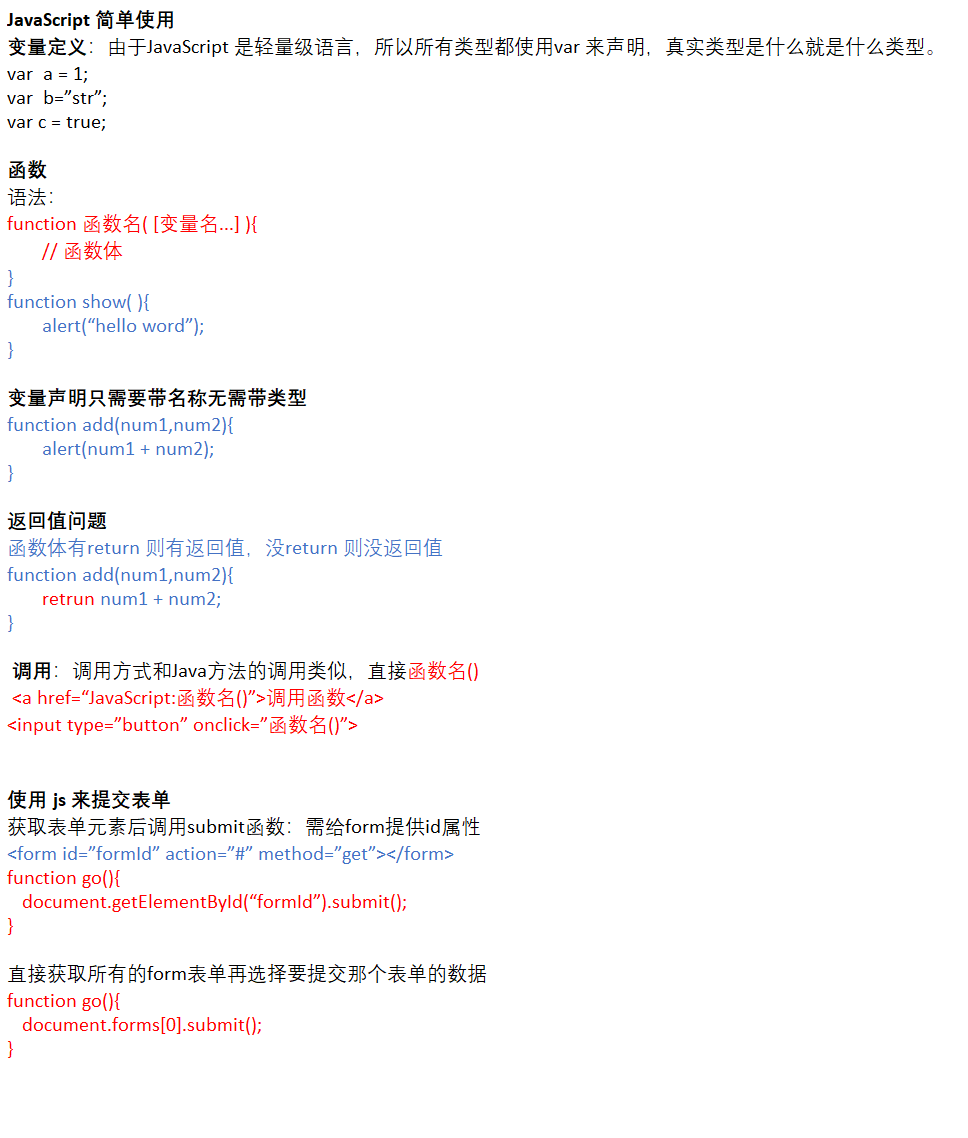 JavaScript 简单使用
变量定义：由于JavaScript 是轻量级语言，所以所有类型都使用var 来声明，真实类型是什么就是什么类型。
var  a = 1;
var  b=”str”;
var c = true;
函数
语法：
function 函数名( [变量名...] ){
// 函数体
}
function show( ){
alert(“hello word”);
}
变量声明只需要带名称无需带类型
function add(num1,num2){
alert(num1 + num2);
}
返回值问题
函数体有return 则有返回值，没return 则没返回值
function add(num1,num2){
retrun num1 + num2;
}
调用：调用方式和Java方法的调用类似，直接函数名()
<a href=“JavaScript:函数名()”>调用函数</a>
<input type=”button” onclick=”函数名()”>
使用 js 来提交表单
获取表单元素后调用submit函数：需给form提供id属性
<form id=”formId” action=”#” method=”get”></form>
function go(){
document.getElementById(“formId”).submit();
}
直接获取所有的form表单再选择要提交那个表单的数据
function go(){
document.forms[0].submit();
}